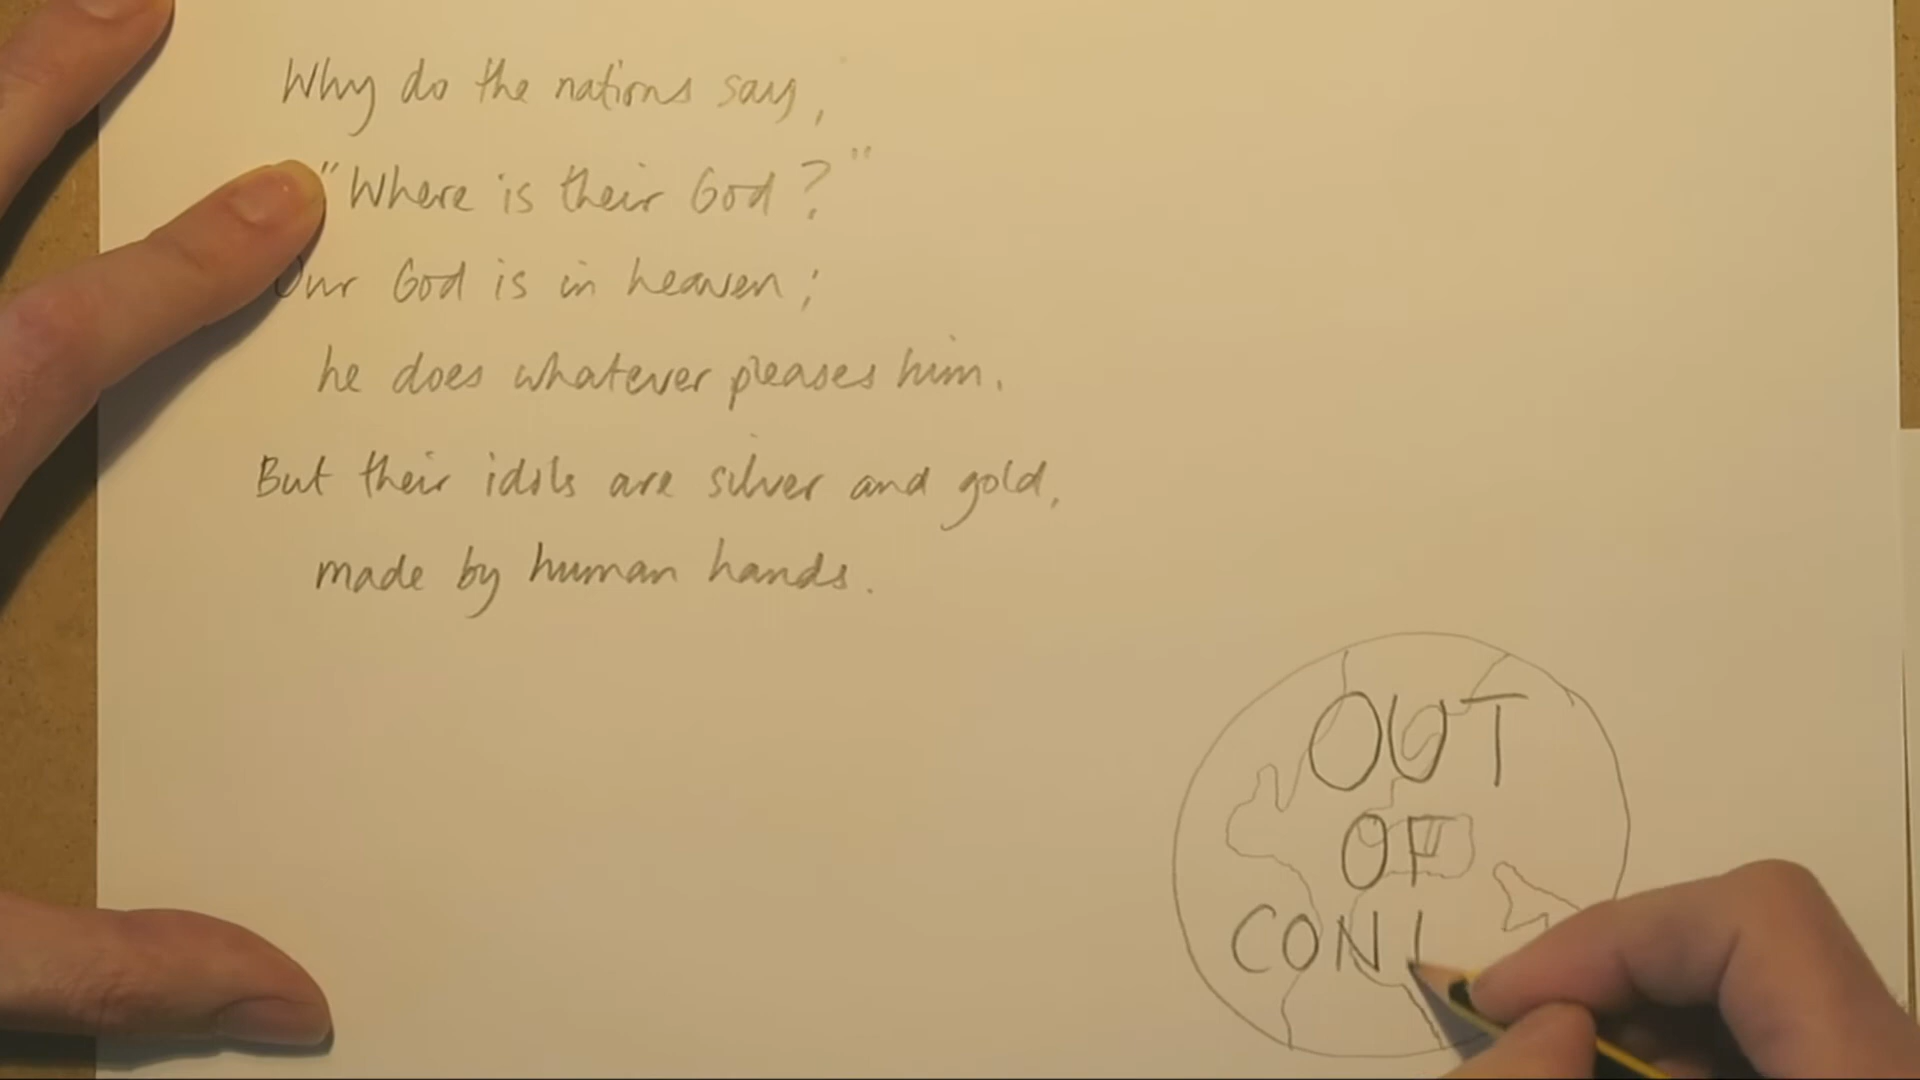 Why do the nations say,
"Where is their God?"
Our God is in heaven;
he does whatever pleases him.
But their idols are silver and gold,
made by human hands.
OUT
OF
CON